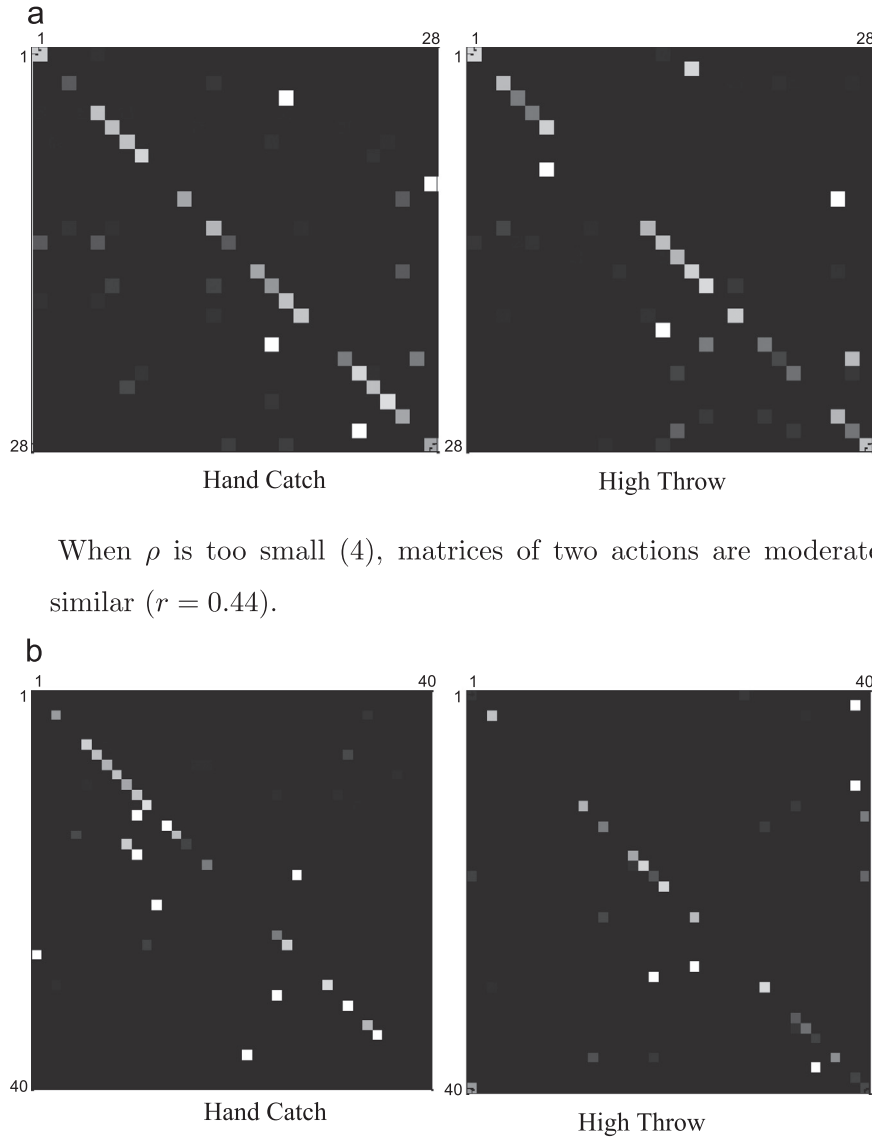 a
1
28
1
28
1
28
1
28
Hand Catch
High Throw
When ρ is too small (4), matrices of two actions are moderate
similar (r = 0.44).
b
1
40
1
40
1
40
1
40
Hand Catch
High Throw